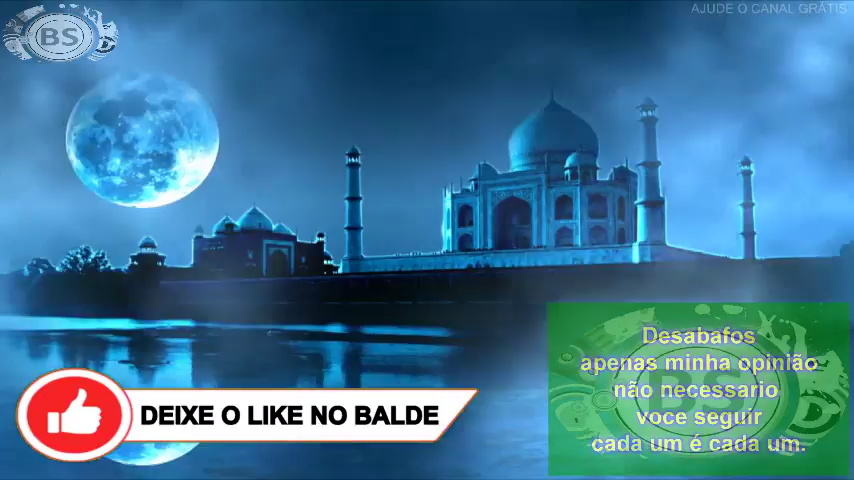 BS
AJUDE O CANAL GRÁTIS
DEIXE O LIKE NO BALDE
Desabafos
apenas minha opinião
não necessario
voce seguir
cada um é cada um.